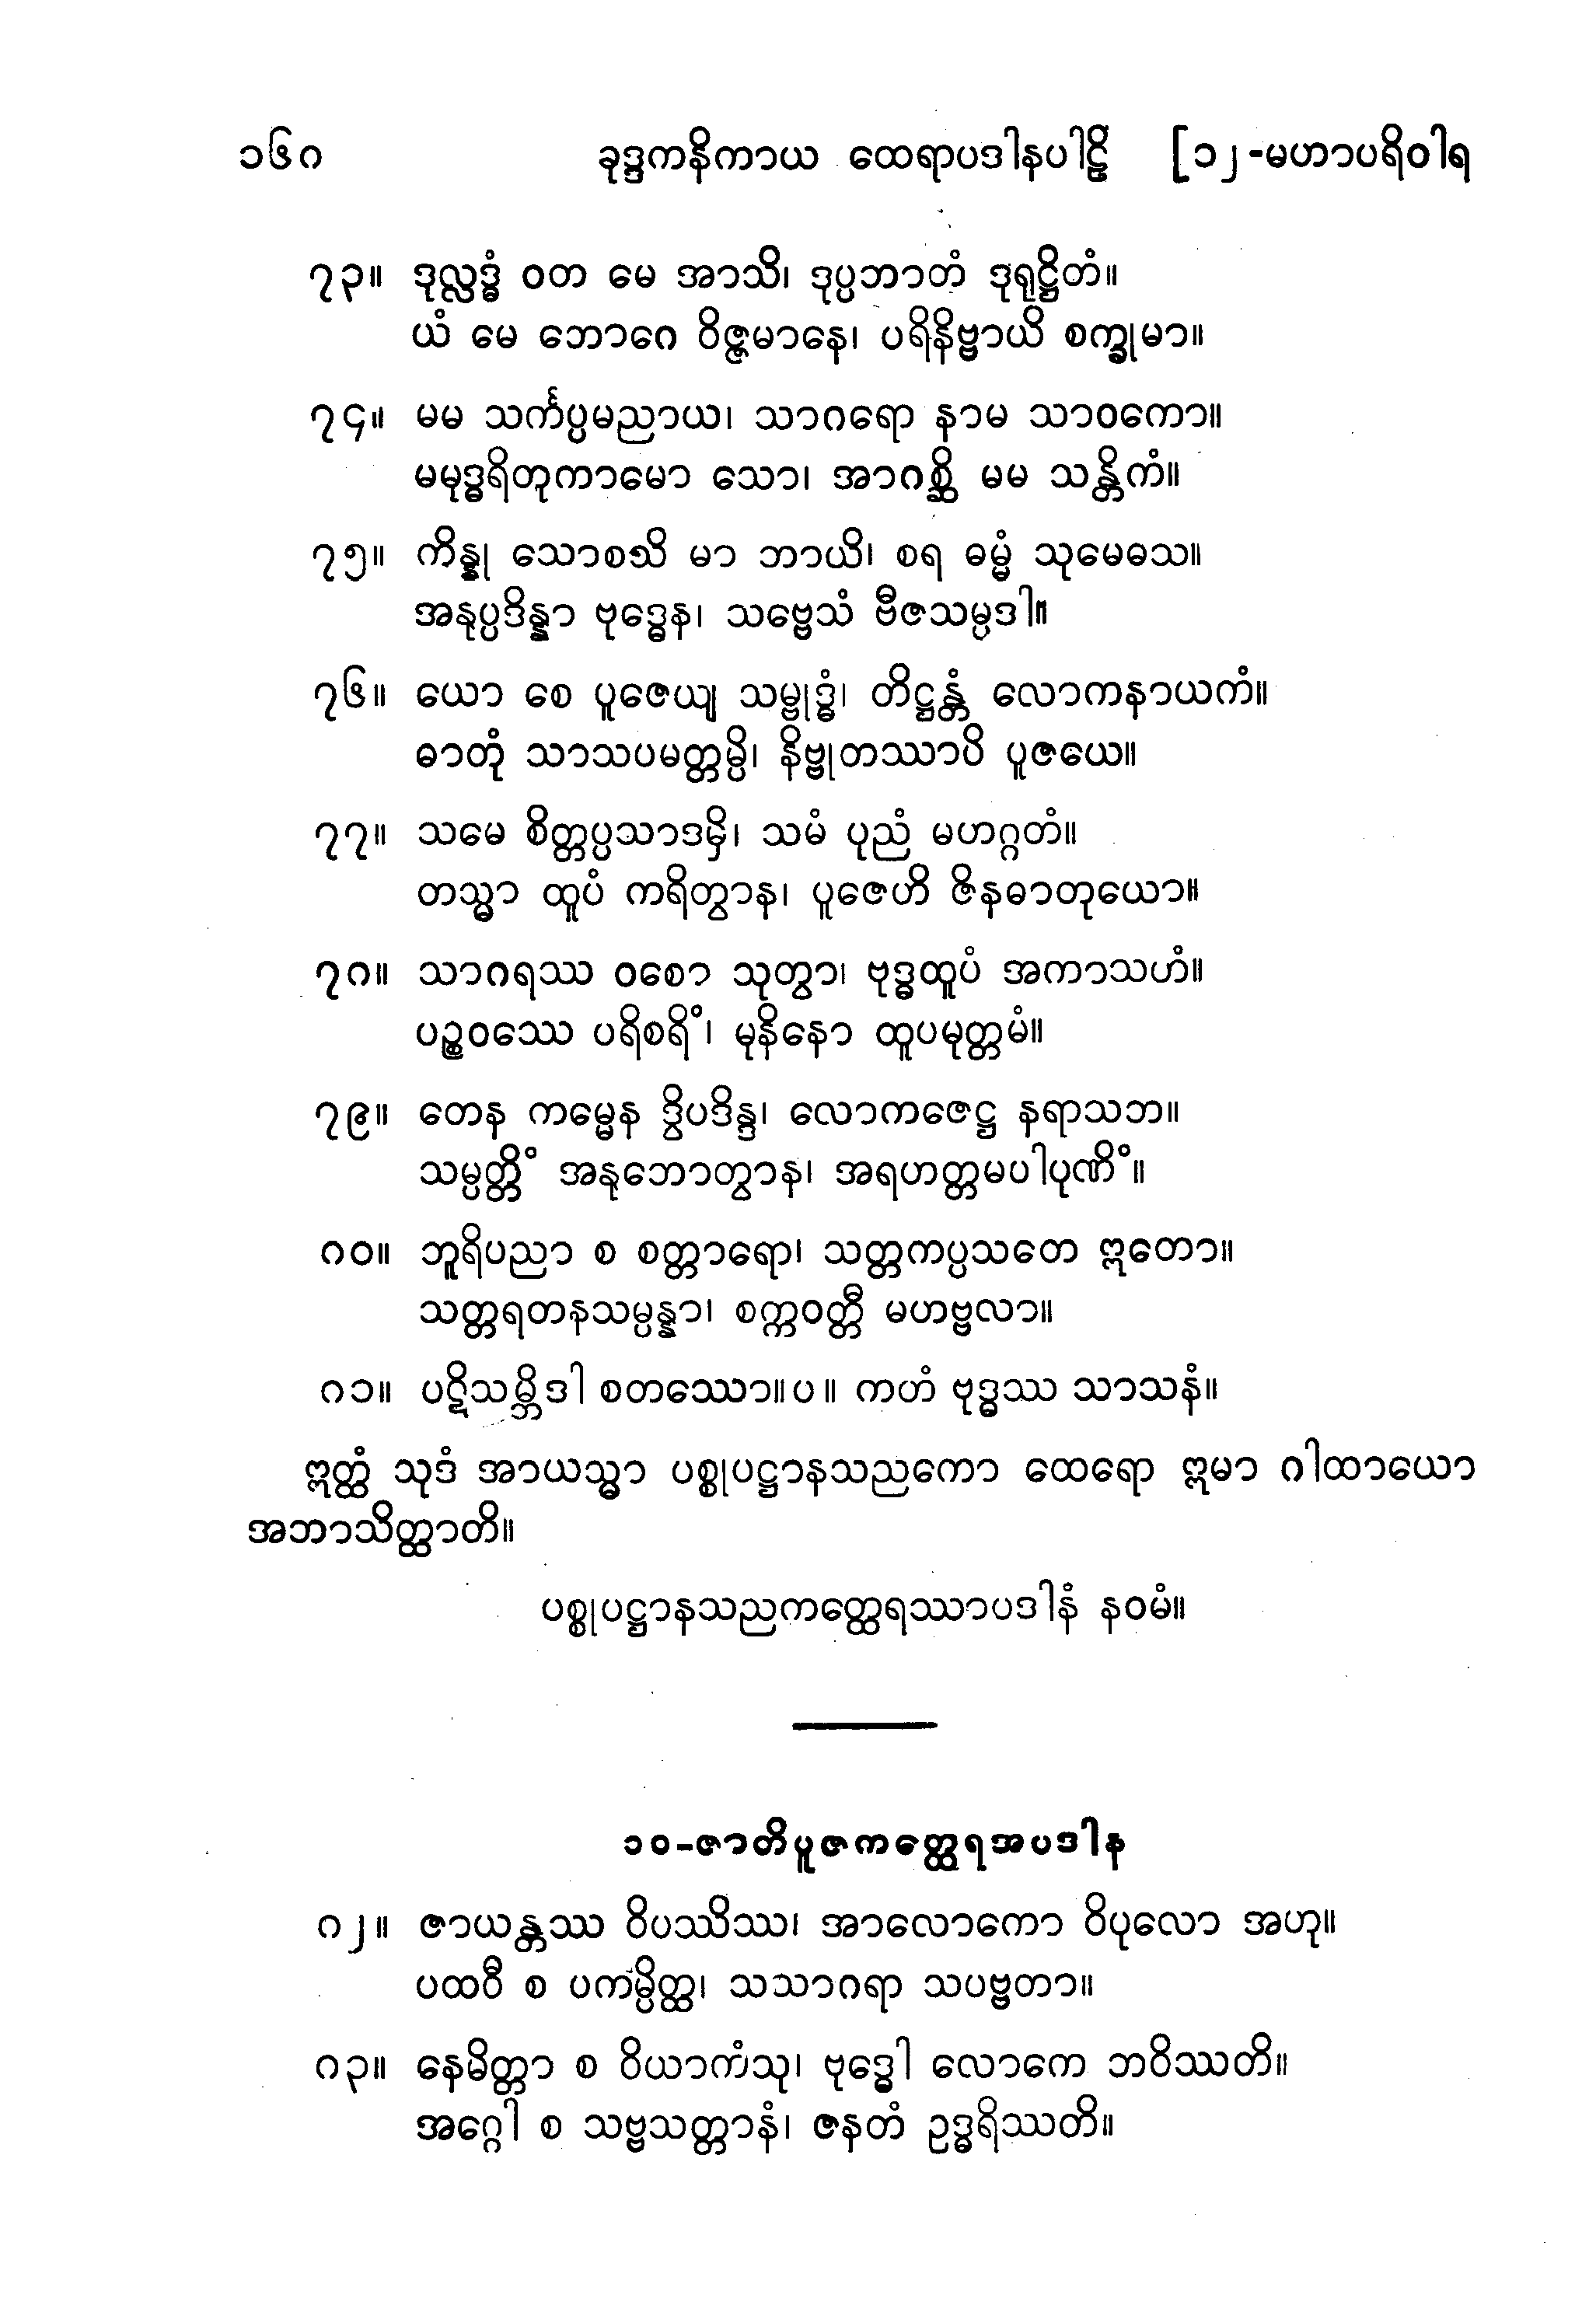 ၁၆၈ ခုဒ္ဒကနိကာယ ထေရာပဒါနပါဠိ [၁၂-မဟာပရိဝါရ
၇၃။ ဒုလ္လဒ္ဓံ ဝတ မေ အာသိ၊ ဒုပ္ပဘာတံ ဒုရုဋ္ဌိတံ။
ယံ မေ ဘောဂေ ဝိဇ္ဇမာနေ၊ ပရိနိဗ္ဗာယိ စက္ခုမာ။
၇၄။ မမ သင်္ကပ္ပမညာယ၊ သာဂရော နာမ သာဝကော။
မမုဒ္ဓရိတုကာမော သော၊ အာဂစ္ဆိ မမ သန္တိကံ။
၇၅။ ကိန္နု သောစသိ မာ ဘာယိ၊ စရ ဓမ္မံ သုမေဓသ။
အနုပ္ပဒိန္နာ ဗုဒ္ဓေန၊ သဗ္ဗေသံ ဗီဇသမ္ပဒါ။
၇၆။ ယော စေ ပူဇေယျ သမ္ဗုဒ္ဓံ၊ တိဋ္ဌန္တံ လောကနာယကံ။
ဓာတုံ သာသပမတ္တမ္ပိ၊ နိဗ္ဗုတဿာပိ ပူဇယေ။
၇၇။ သမေ စိတ္တပ္ပသာဒမှိ၊ သမံ ပုညံ မဟဂ္ဂတံ။
တသ္မာ ထူပံ ကရိတွာန၊ ပူဇေဟိ ဇိနဓာတုယော။
၇၈။ သာဂရဿ ဝစော သုတွာ၊ ဗုဒ္ဓထူပံ အကာသဟံ။
ပဉ္စဝဿေ ပရိစရိံ၊ မုနိနော ထူပမုတ္တမံ။
၇၉။ တေန ကမ္မေန ဒွိပဒိန္ဒ၊ လောကဇေဋ္ဌ နရာသဘ။
သမ္ပတ္တိံ အနုဘောတွာန၊ အရဟတ္တမပါပုဏိံ။
၈၀။ ဘူရိပညာ စ စတ္တာရော၊ သတ္တကပ္ပသတေ ဣတော။
သတ္တရတနသမ္ပန္နာ၊ စက္ကဝတ္တီ မဟဗ္ဗလာ။
၈၁။ ပဋိသမ္ဘိဒါ စတဿော။ပ။ ကဟံ ဗုဒ္ဓဿ သာသနံ။
ဣတ္ထံ သုဒံ အာယသ္မာ ပစ္စုပဋ္ဌာနသညကော ထေရော ဣမာ ဂါထာယော
အဘာသိတ္ထာတိ။
ပစ္စုပဋ္ဌာနသညကတ္ထေရဿာပဒါနံ နဝမံ။
၁၀-ဇာတိပူဇကတ္ထေရအပဒါန
၈၂။ ဇာယန္တဿ ဝိပဿိဿ၊ အာလောကော ဝိပုလော အဟု။
ပထဝီ စ ပကမ္ပိတ္ထ၊ သသာဂရာ သပဗ္ဗတာ။
၈၃။ နေမိတ္တာ စ ဝိယာကံသု၊ ဗုဒ္ဓေါ လောကေ ဘဝိဿတိ။
အဂ္ဂေါ စ သဗ္ဗသတ္တာနံ၊ ဇနတံ ဥဒ္ဓရိဿတိ။